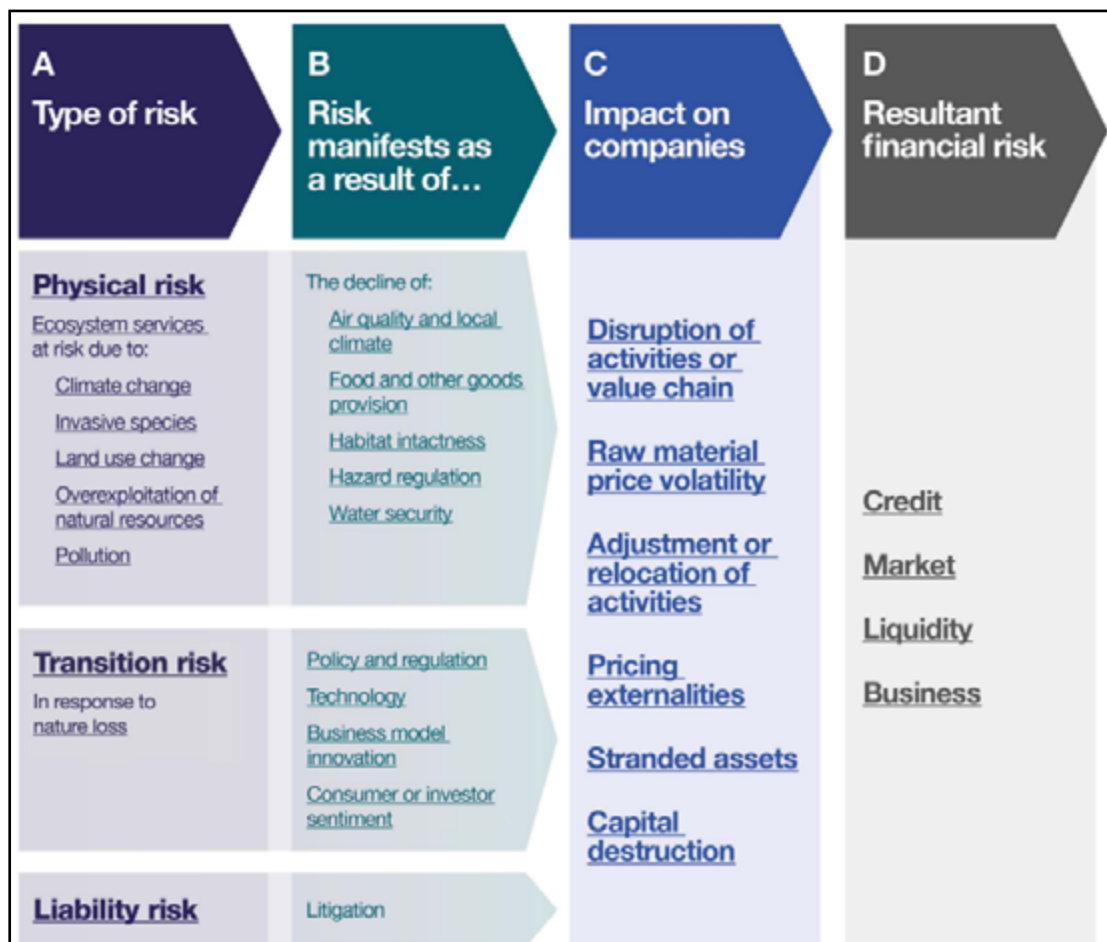 A
Type of risk
B
Risk
manifests as
a result of…
C
Impact on
companies
D
Resultant
financial risk
Physical risk
Ecosystem services
at risk due to:
Climate change
Invasive species
Land use change
Overexploitation of
natural resources
Pollution
The decline of:
Air quality and local
climate
Food and other goods
provision
Habitat intactness
Hazard regulation
Water security
Transition risk
In response to
nature loss
Policy and regulation
Technology
Business model
innovation
Consumer or investor
sentiment
Liability risk
Litigation
Disruption of
activities or
value chain
Raw material
price volatility
Adjustment or
relocation of
activities
Pricing
externalities
Stranded assets
Capital
destruction
Credit
Market
Liquidity
Business